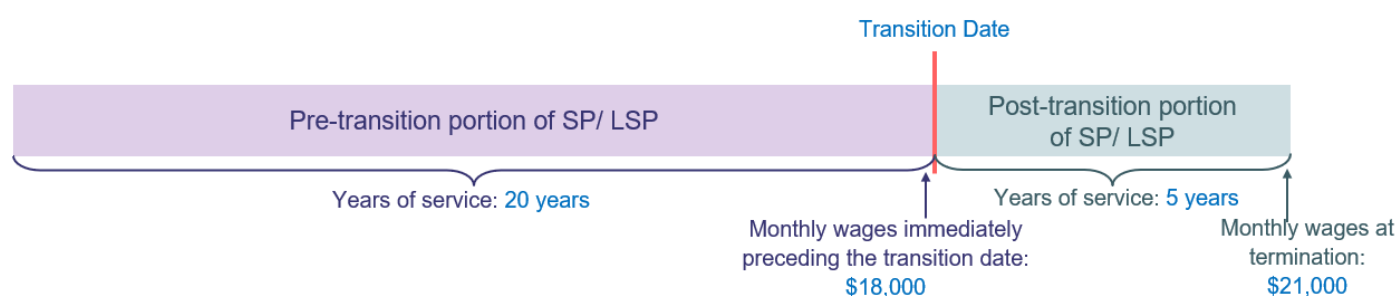 Transition Date
Pre-transition portion of SP/ LSP
Post-transition portion
of SP/ LSP
Years of service: 20 years
Years of service: 5 years
Monthly wages immediately
preceding the transition date:
$18,000
Monthly wages at
termination:
$21,000